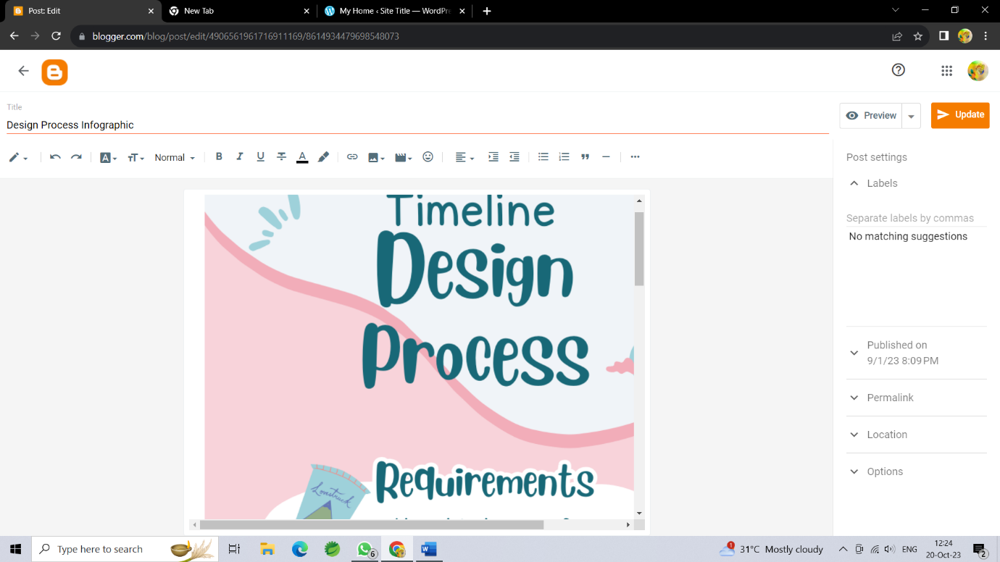 Post: Edit
New Tab
My Home ‹ Site Title — WordPre
blogger.com/blog/post/edit/4906561961716911169/8614934479698548073
Title
Preview
Update
Design Process Infographic
Normal
Post settings
Labels
Separate labels by commas
No matching suggestions
Timeline
Design
Process
Published on
9/1/23 8:09 PM
Permalink
Location
Requirements
Options
Type here to search
6
1
31°C Mostly cloudy
ENG
12:24
20-Oct-23
2